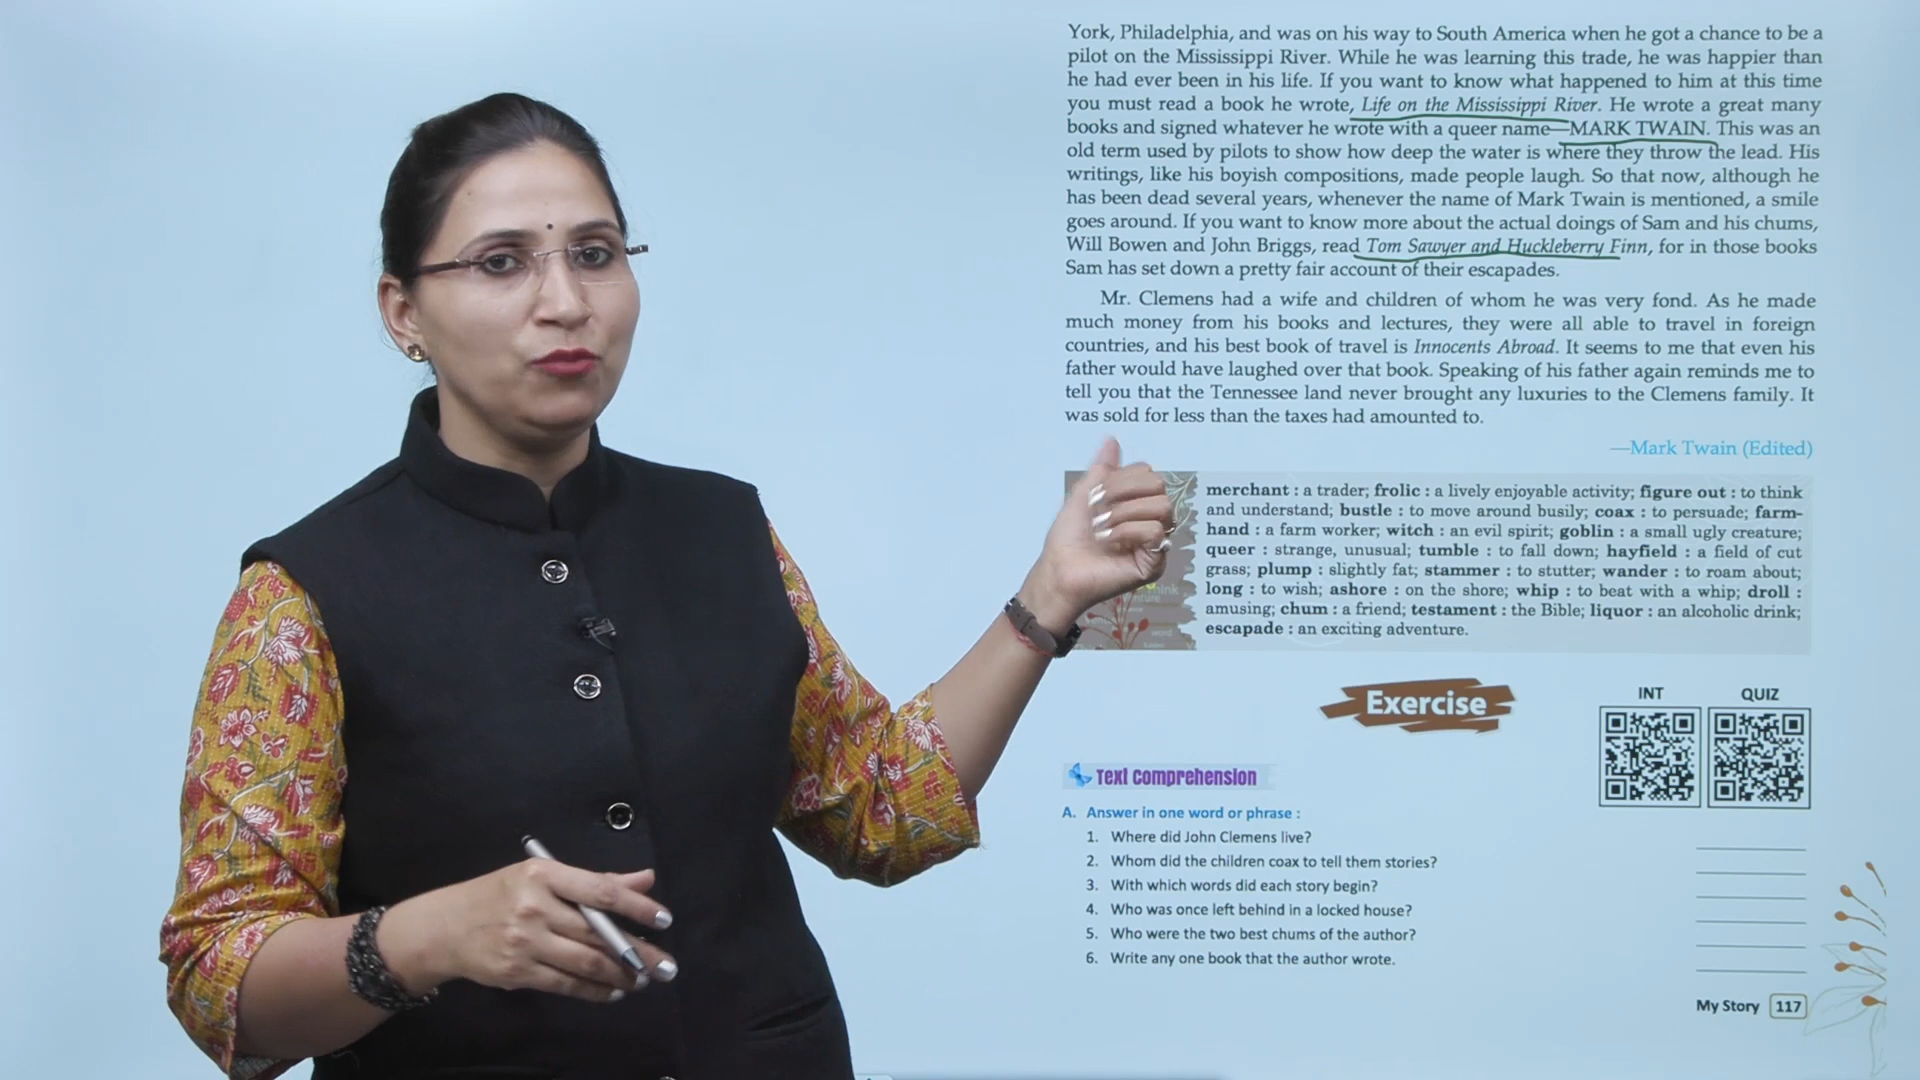 York, Philadelphia, and was on his way to South America when he got a chance to be a
pilot on the Mississippi River. While he was learning this trade, he was happier than
he had ever been in his life. If you want to know what happened to him at this time
you must read a book he wrote, Life on the Mississippi River. He wrote a great many
books and signed whatever he wrote with a queer name—MARK TWAIN. This was an
old term used by pilots to show how deep the water is where they throw the lead. His
writings, like his boyish compositions, made people laugh. So that now, although he
has been dead several years, whenever the name of Mark Twain is mentioned, a smile
goes around. If you want to know more about the actual doings of Sam and his chums,
Will Bowen and John Briggs, read Tom Sawyer and Huckleberry Finn, for in those books
Sam has set down a pretty fair account of their escapades.
Mr. Clemens had a wife and children of whom he was very fond. As he made
much money from his books and lectures, they were all able to travel in foreign
countries, and his best book of travel is Innocents Abroad. It seems to me that even his
father would have laughed over that book. Speaking of his father again reminds me to
tell you that the Tennessee land never brought any luxuries to the Clemens family. It
was sold for less than the taxes had amounted to.
—Mark Twain (Edited)
merchant : a trader; frolic : a lively enjoyable activity; figure out : to think
and understand; bustle : to move around busily; coax : to persuade; farm-
hand : a farm worker; witch : an evil spirit; goblin : a small ugly creature;
queer : strange, unusual; tumble : to fall down; hayfield : a field of cut
grass; plump : slightly fat; stammer : to stutter; wander : to roam about;
long : to wish; ashore : on the shore; whip : to beat with a whip; droll :
amusing; chum : a friend; testament : the Bible; liquor : an alcoholic drink;
escapade : an exciting adventure.
Exercise
INT QUIZ
Text Comprehension
A. Answer in one word or phrase :
1. Where did John Clemens live?
2. Whom did the children coax to tell them stories?
3. With which words did each story begin?
4. Who was once left behind in a locked house?
5. Who were the two best chums of the author?
6. Write any one book that the author wrote.
My Story 117